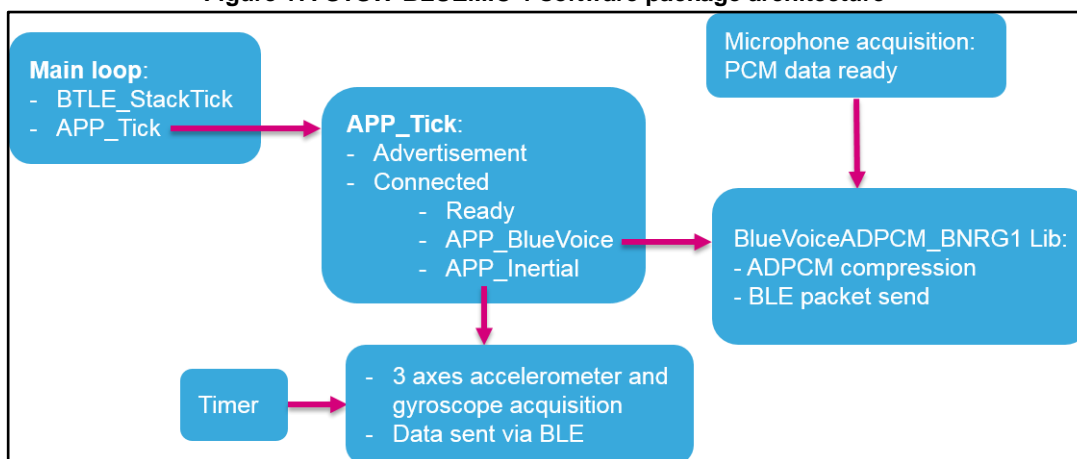 Microphone acquisition:
PCM data ready
Main loop:
- BTLE_StackTick
- APP_Tick
APP_Tick:
- Advertisement
- Connected
- Ready
- APP_BlueVoice
- APP_Inertial
BlueVoiceADPCM_BNRG1 Lib:
- ADPCM compression
- BLE packet send
Timer
- 3 axes accelerometer and
gyroscope acquisition
- Data sent via BLE